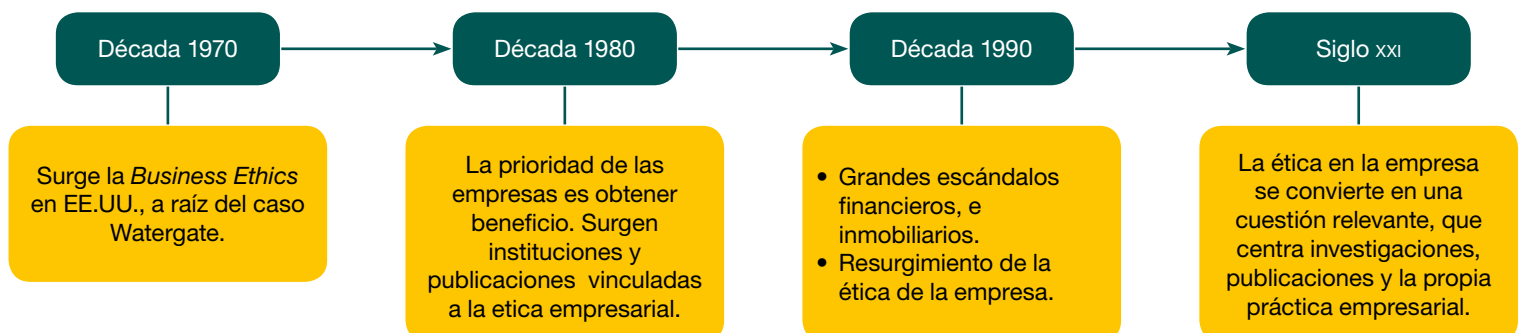 Década 1970
Década 1980
Década 1990
Siglo XXI
Surge la Business Ethics
en EE.UU., a raíz del caso
Watergate.
La prioridad de las
empresas es obtener
beneficio. Surgen
instituciones y
publicaciones vinculadas
a la etica empresarial.
• Grandes escándalos
financieros, e
inmobiliarios.
• Resurgimiento de la
ética de la empresa.
La ética en la empresa
se convierte en una
cuestión relevante, que
centra investigaciones,
publicaciones y la propia
práctica empresarial.